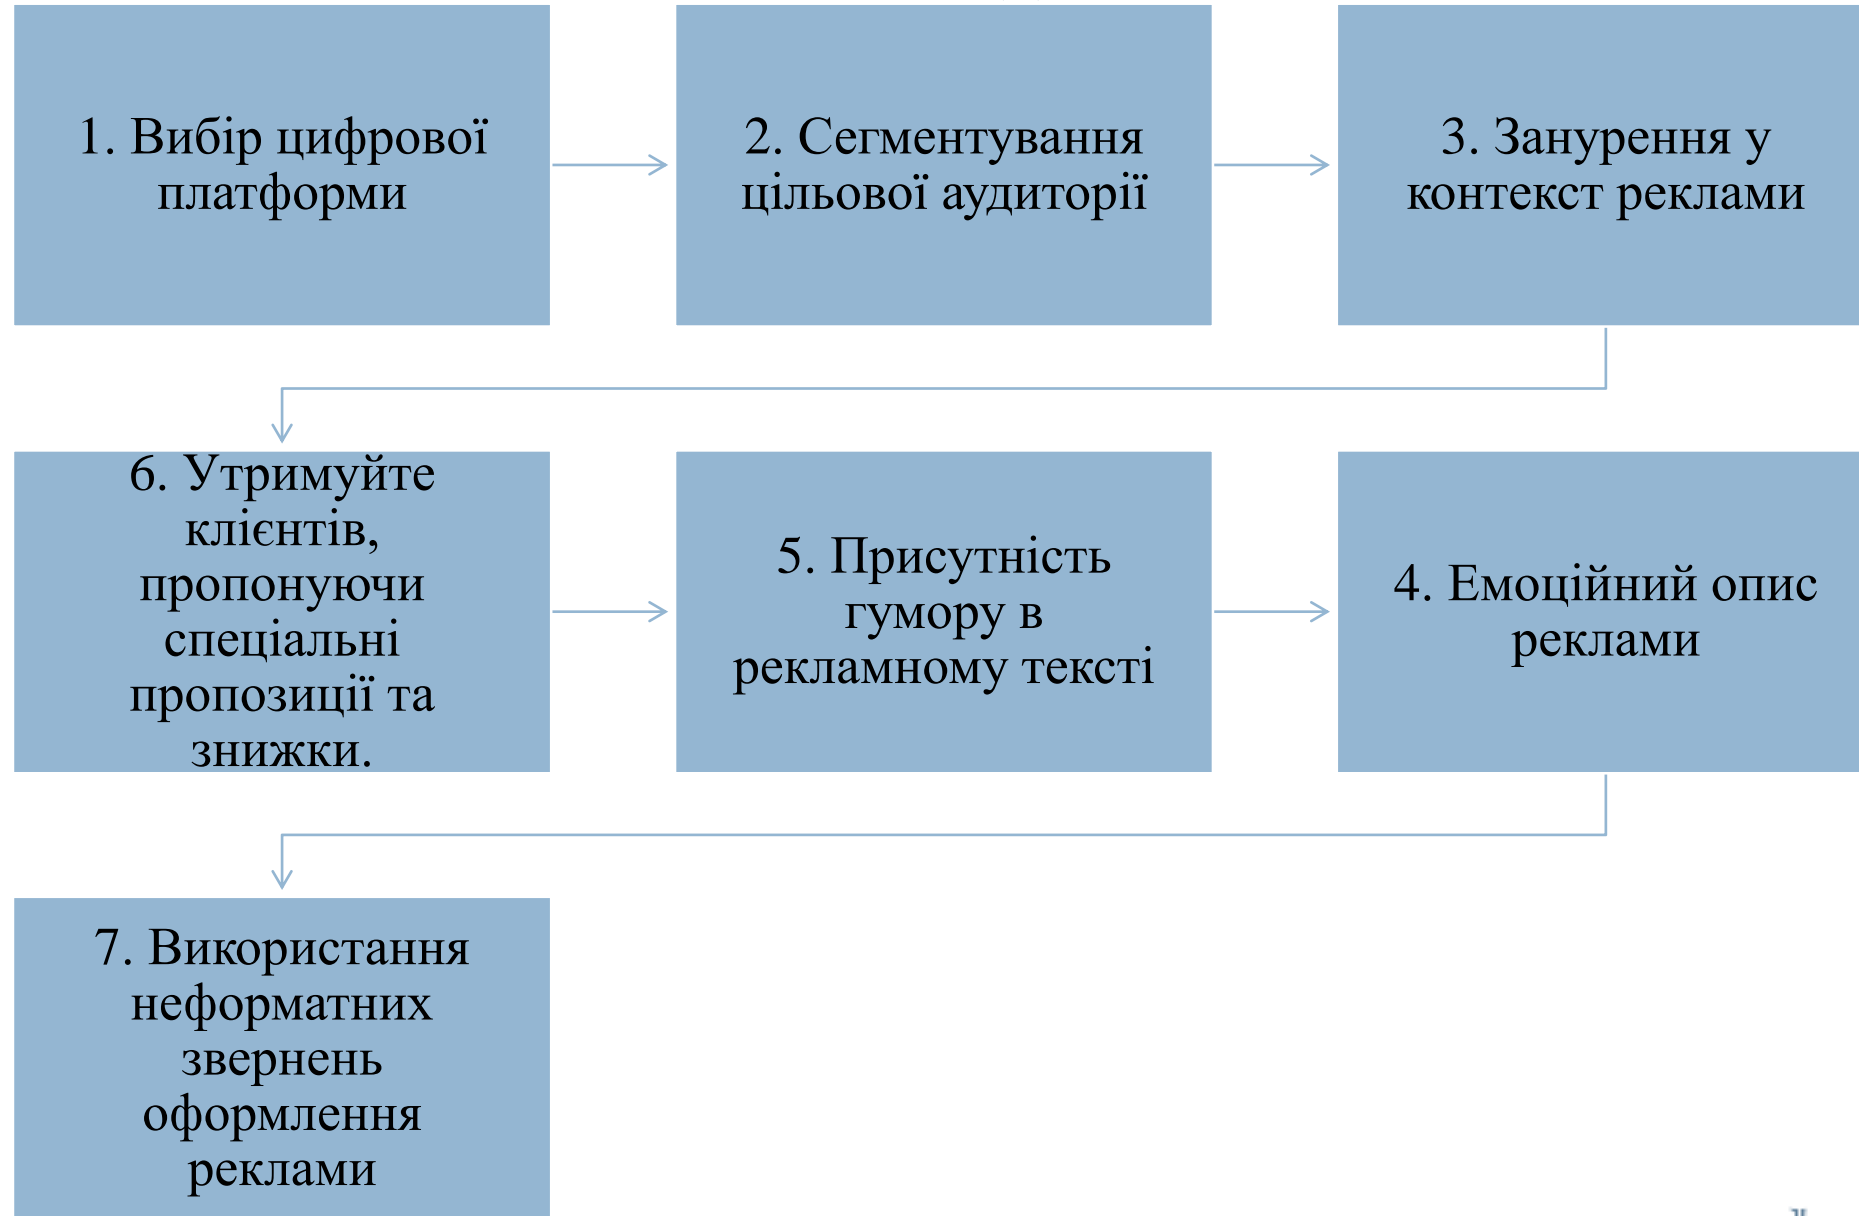 1. Вибір цифрової
платформи
2. Сегментування
цільової аудиторії
3. Занурення у
контекст реклами
6. Утримуйте
клієнтів,
пропонуючи
спеціальні
пропозиції та
знижки.
5. Присутність
гумору в
рекламному тексті
4. Емоційний опис
реклами
7. Використання
неформатних
звернень
оформлення
реклами